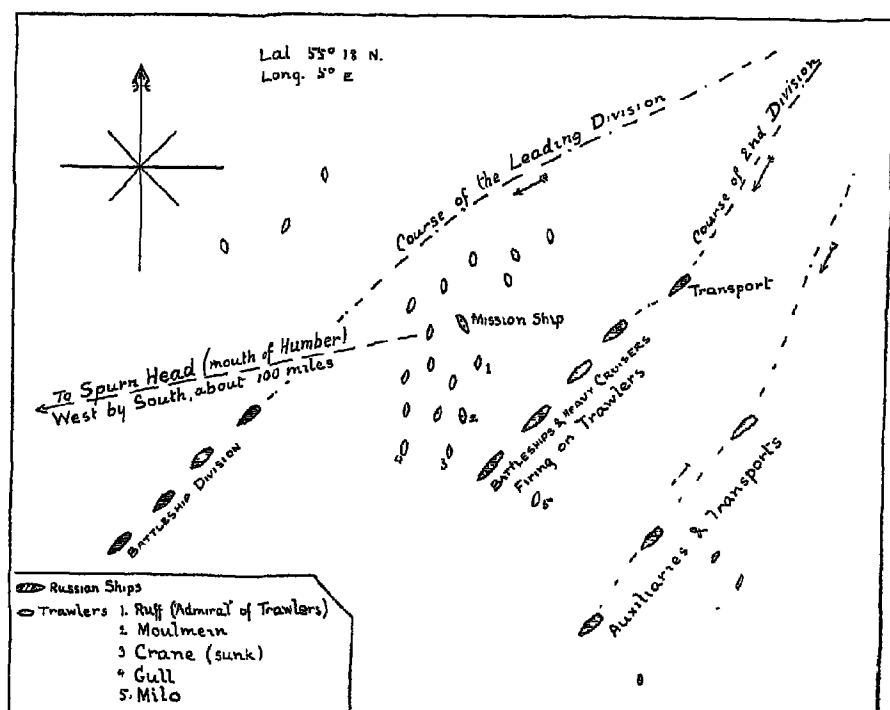 Lat 55° 18 N.
Long. 5° E
Course of the Leading Division
Course of 2nd Division
Transport
Mission Ship
To Spurn Head (mouth of Humber)
West by South, about 100 miles
1
2
3
4
5.
Battleships & Heavy Cruisers
Firing on Trawlers
Battleship Division
Auxiliaries & Transports
Russian Ships
Trawlers 1. Ruff ('Admiral' of Trawlers)
2 Moulmern
3 Crane (sunk)
4 Gull
5. Milo